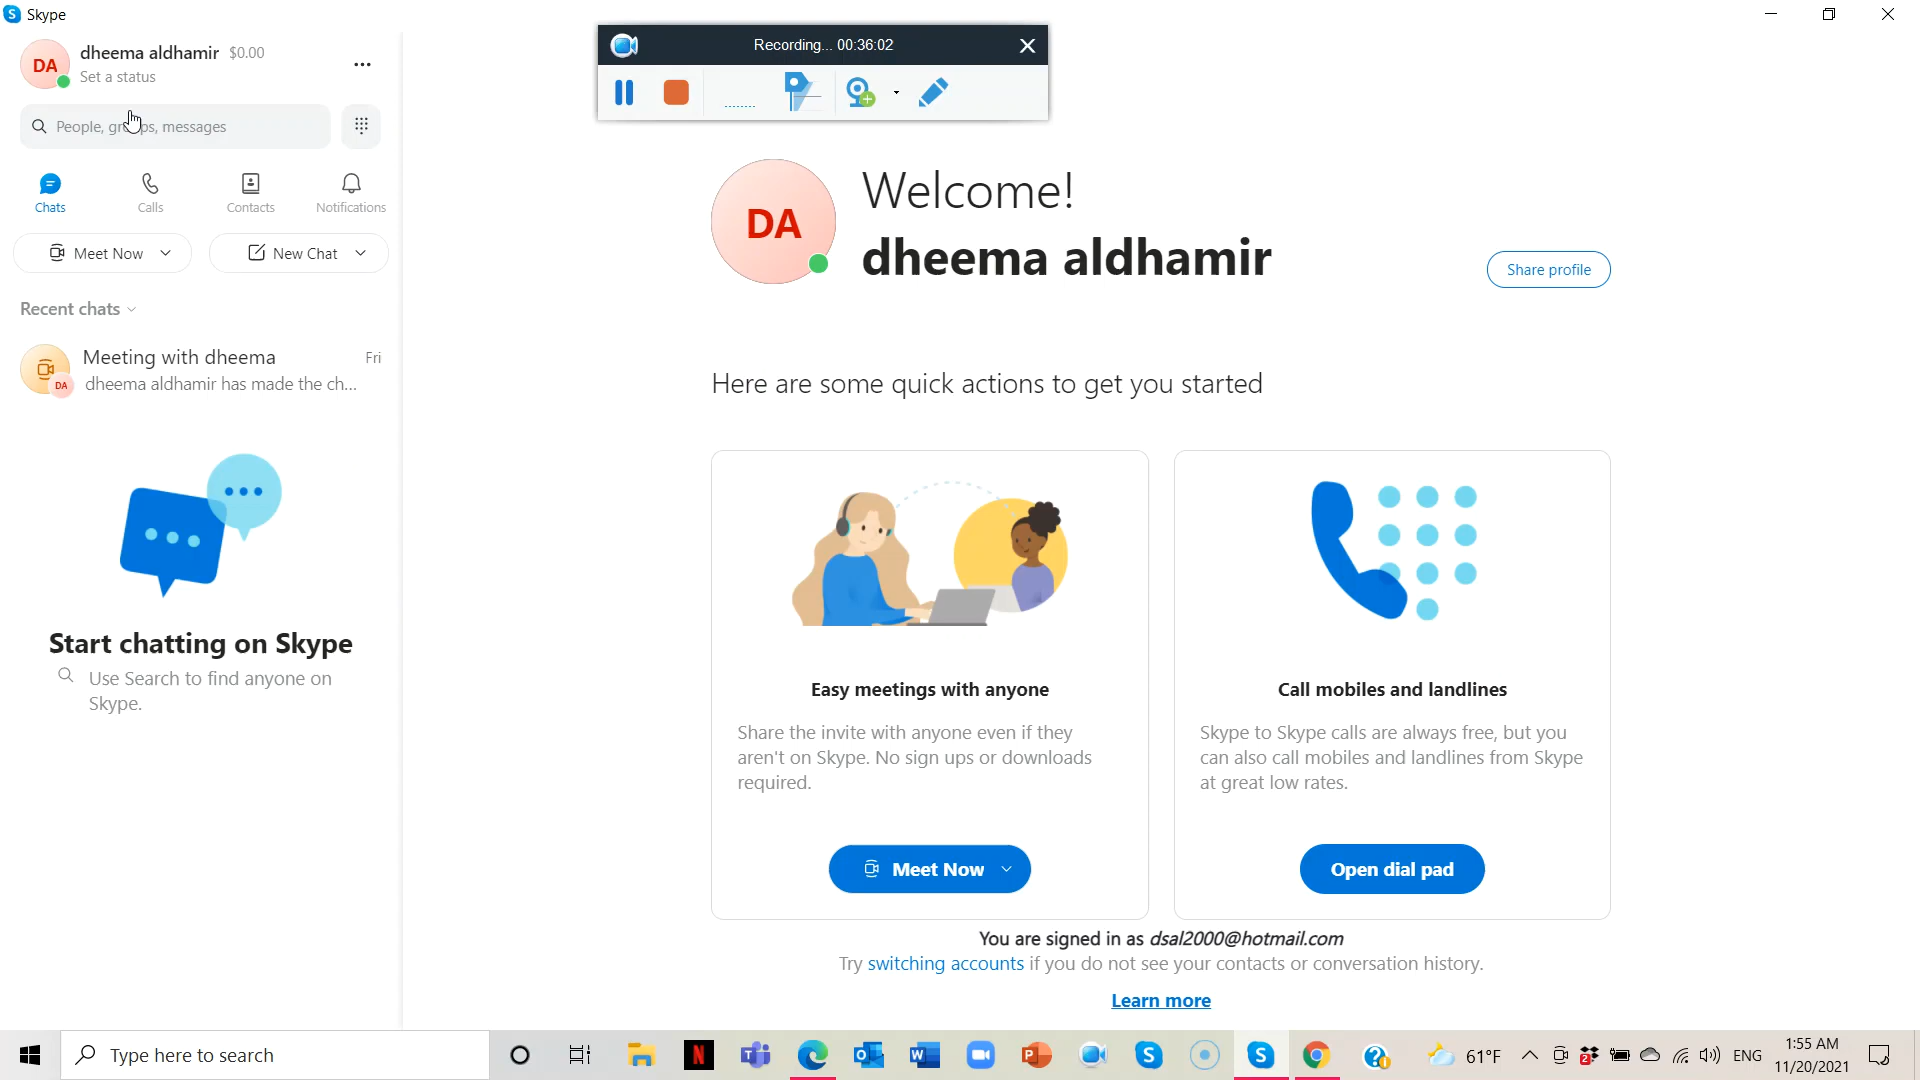 Skype
dheema aldhamir $0.00
DA
Set a status
People, groups, messages
Chats
Calls
Contacts
Notifications
Meet Now
New Chat
Recent chats
Meeting with dheema Fri
dheema aldhamir has made the ch...
DA
Start chatting on Skype
Use Search to find anyone on
Skype.
Recording... 00:36:02
DA
Welcome!
dheema aldhamir
Share profile
Here are some quick actions to get you started
Easy meetings with anyone
Share the invite with anyone even if they
aren't on Skype. No sign ups or downloads
required.
Meet Now
Call mobiles and landlines
Skype to Skype calls are always free, but you
can also call mobiles and landlines from Skype
at great low rates.
Open dial pad
You are signed in as dsal2000@hotmail.com
Try switching accounts if you do not see your contacts or conversation history.
Learn more
Type here to search
61°F
ENG
1:55 AM
11/20/2021